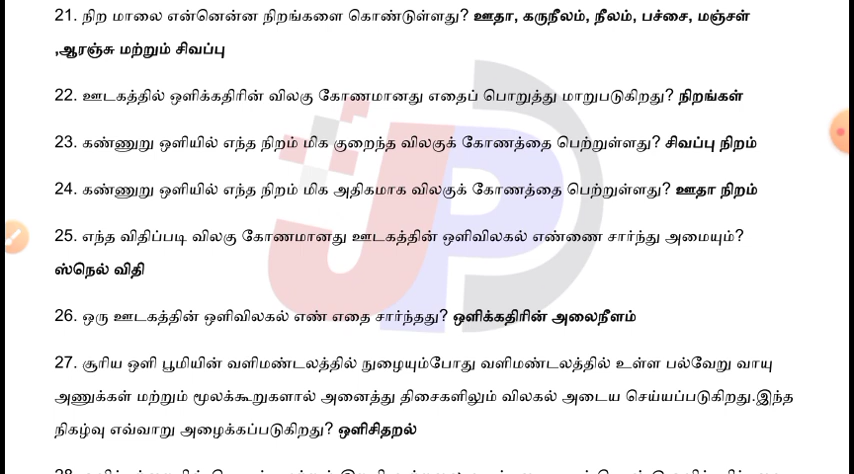 21. நிற மாலை என்னென்ன நிறங்களை கொண்டுள்ளது? ஊதா, கருநீலம், நீலம், பச்சை, மஞ்சள்
,ஆரஞ்சு மற்றும் சிவப்பு
22. ஊடகத்தில் ஒளிக்கதிரின் விலகு கோணமானது எதைப் பொறுத்து மாறுபடுகிறது? நிறங்கள்
23. கண்ணுறு ஒளியில் எந்த நிறம் மிக குறைந்த விலகுக் கோணத்தை பெற்றுள்ளது? சிவப்பு நிறம்
24. கண்ணுறு ஒளியில் எந்த நிறம் மிக அதிகமாக விலகுக் கோணத்தை பெற்றுள்ளது? ஊதா நிறம்
25. எந்த விதிப்படி விலகு கோணமானது ஊடகத்தின் ஒளிவிலகல் எண்ணை சார்ந்து அமையும்?
ஸ்நெல் விதி
26. ஒரு ஊடகத்தின் ஒளிவிலகல் எண் எதை சார்ந்தது? ஒளிக்கதிரின் அலைநீளம்
27. சூரிய ஒளி பூமியின் வளிமண்டலத்தில் நுழையும்போது வளிமண்டலத்தில் உள்ள பல்வேறு வாயு
அணுக்கள் மற்றும் மூலக்கூறுகளால் அனைத்து திசைகளிலும் விலகல் அடைய செய்யப்படுகிறது.இந்த
நிகழ்வு எவ்வாறு அழைக்கப்படுகிறது? ஒளிசிதறல்